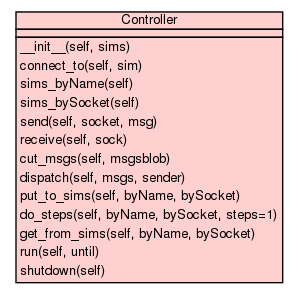 Controller
__init__(self, sims)
connect_to(self, sim)
sims_byName(self)
sims_bySocket(self)
send(self, socket, msg)
receive(self, sock)
cut_msgs(self, msgsblob)
dispatch(self, msgs, sender)
put_to_sims(self, byName, bySocket)
do_steps(self, byName, bySocket, steps=1)
get_from_sims(self, byName, bySocket)
run(self, until)
shutdown(self)